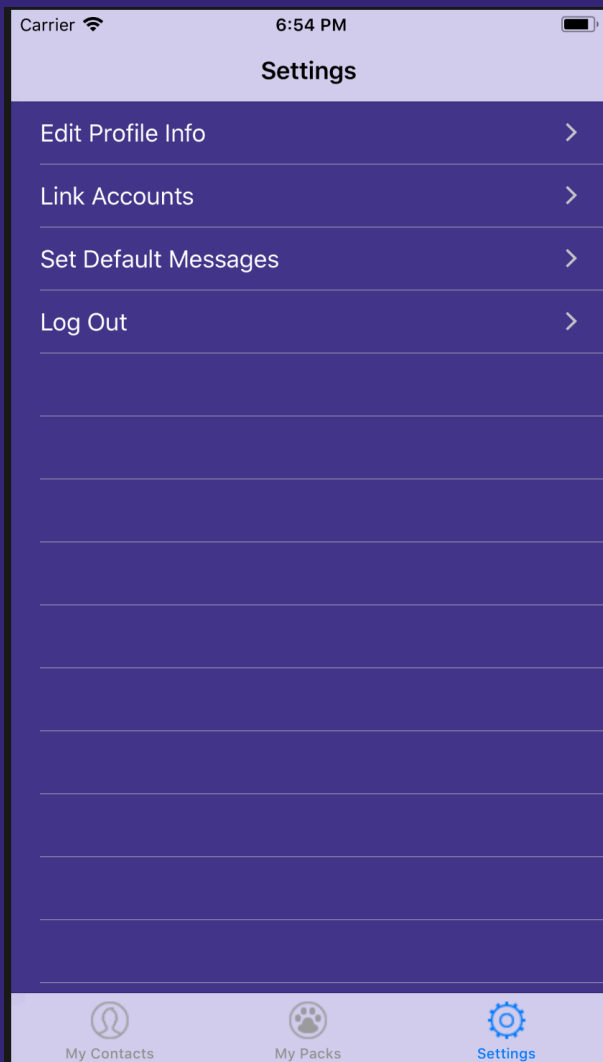 Carrier 6:54 PM
Settings
Edit Profile Info
Link Accounts
Set Default Messages
Log Out
My Contacts My Packs Settings